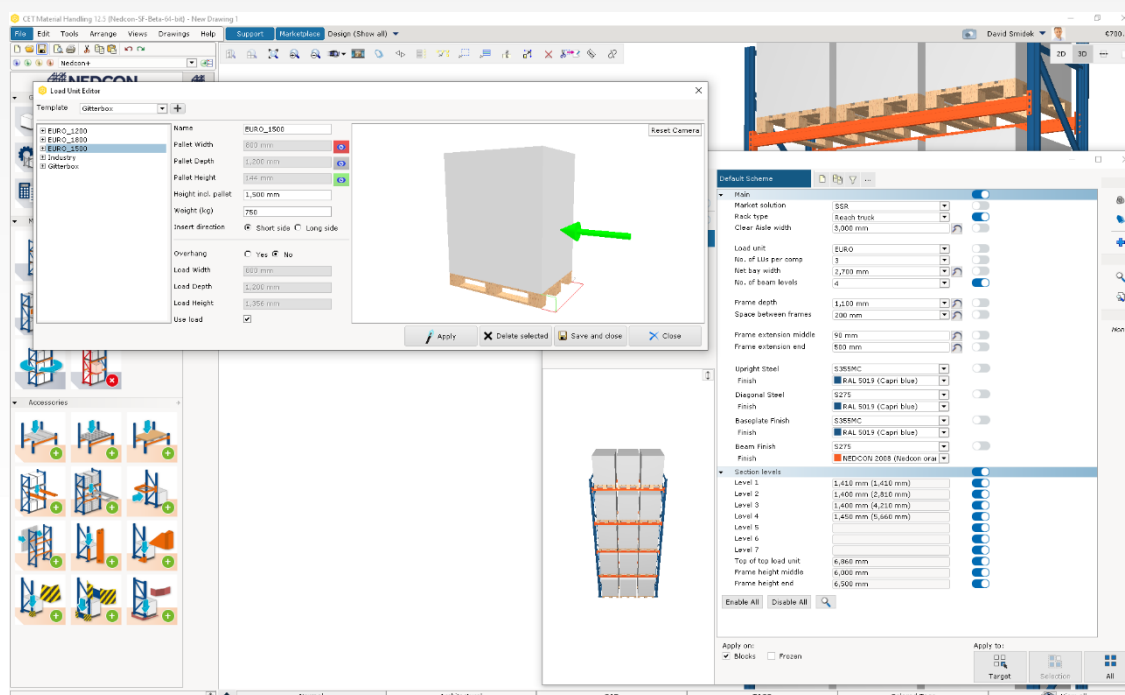 CET Material Handling 12.5 (Nedcon-SF-Beta-64-bit) - New Drawing 1
File Edit Tools Arrange Views Drawings Help Support Marketplace Design (Show all) David Smidek €700.
Nedcon+
2D 3D
NEDCON
Load Unit Editor
Template Gitterbox
EURO_1200
EURO_1800
EURO_1500
Industry
Gitterbox
Name EURO_1500
Pallet Width 800 mm
Pallet Depth 1,200 mm
Pallet Height 144 mm
Height incl. pallet 1,500 mm
Weight (kg) 750
Insert direction Short side Long side
Overhang Yes No
Load Width 800 mm
Load Depth 1,200 mm
Load Height 1,356 mm
Use load
Reset Camera
Apply Delete selected Save and close Close
Accessories
Default Scheme
Main
Market solution SSR
Rack type Reach truck
Clear Aisle width 3,000 mm
Load unit EURO
No. of LUs per comp 3
Net bay width 2,700 mm
No. of beam levels 4
Frame depth 1,100 mm
Space between frames 200 mm
Frame extension middle 90 mm
Frame extension end 500 mm
Upright Steel S355MC
Finish RAL 5019 (Capri blue)
Diagonal Steel S275
Finish RAL 5019 (Capri blue)
Baseplate Finish S355MC
Finish RAL 5019 (Capri blue)
Beam Finish S275
Finish NEDCON 2008 (Nedcon orar
Section levels
Level 1 1,410 mm (1,410 mm)
Level 2 1,400 mm (2,810 mm)
Level 3 1,400 mm (4,210 mm)
Level 4 1,450 mm (5,660 mm)
Level 5
Level 6
Level 7
Top of top load unit 6,860 mm
Frame height middle 6,000 mm
Frame height end 6,500 mm
Enable All Disable All
Apply on:
Blocks Frozen
Apply to:
Target Selection All